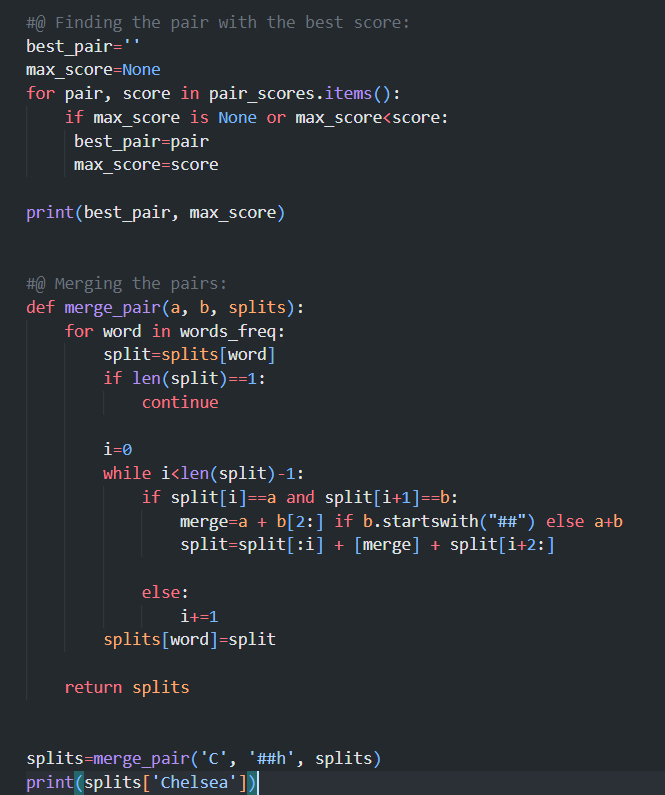 #@ Finding the pair with the best score:
best_pair=''
max_score=None
for pair, score in pair_scores.items():
    if max_score is None or max_score<score:
     best_pair=pair
     max_score=score

print(best_pair, max_score)


#@ Merging the pairs:
def merge_pair(a, b, splits):
    for word in words_freq:
        split=splits[word]
        if len(split)==1:
            continue

        i=0
        while i<len(split)-1:
            if split[i]==a and split[i+1]==b:
                merge=a + b[2:] if b.startswith("##") else a+b
                split=split[:i] + [merge] + split[i+2:]

            else:
                i+=1
        splits[word]=split

    return splits


splits=merge_pair('C', '##h', splits)
print(splits['Chelsea'])